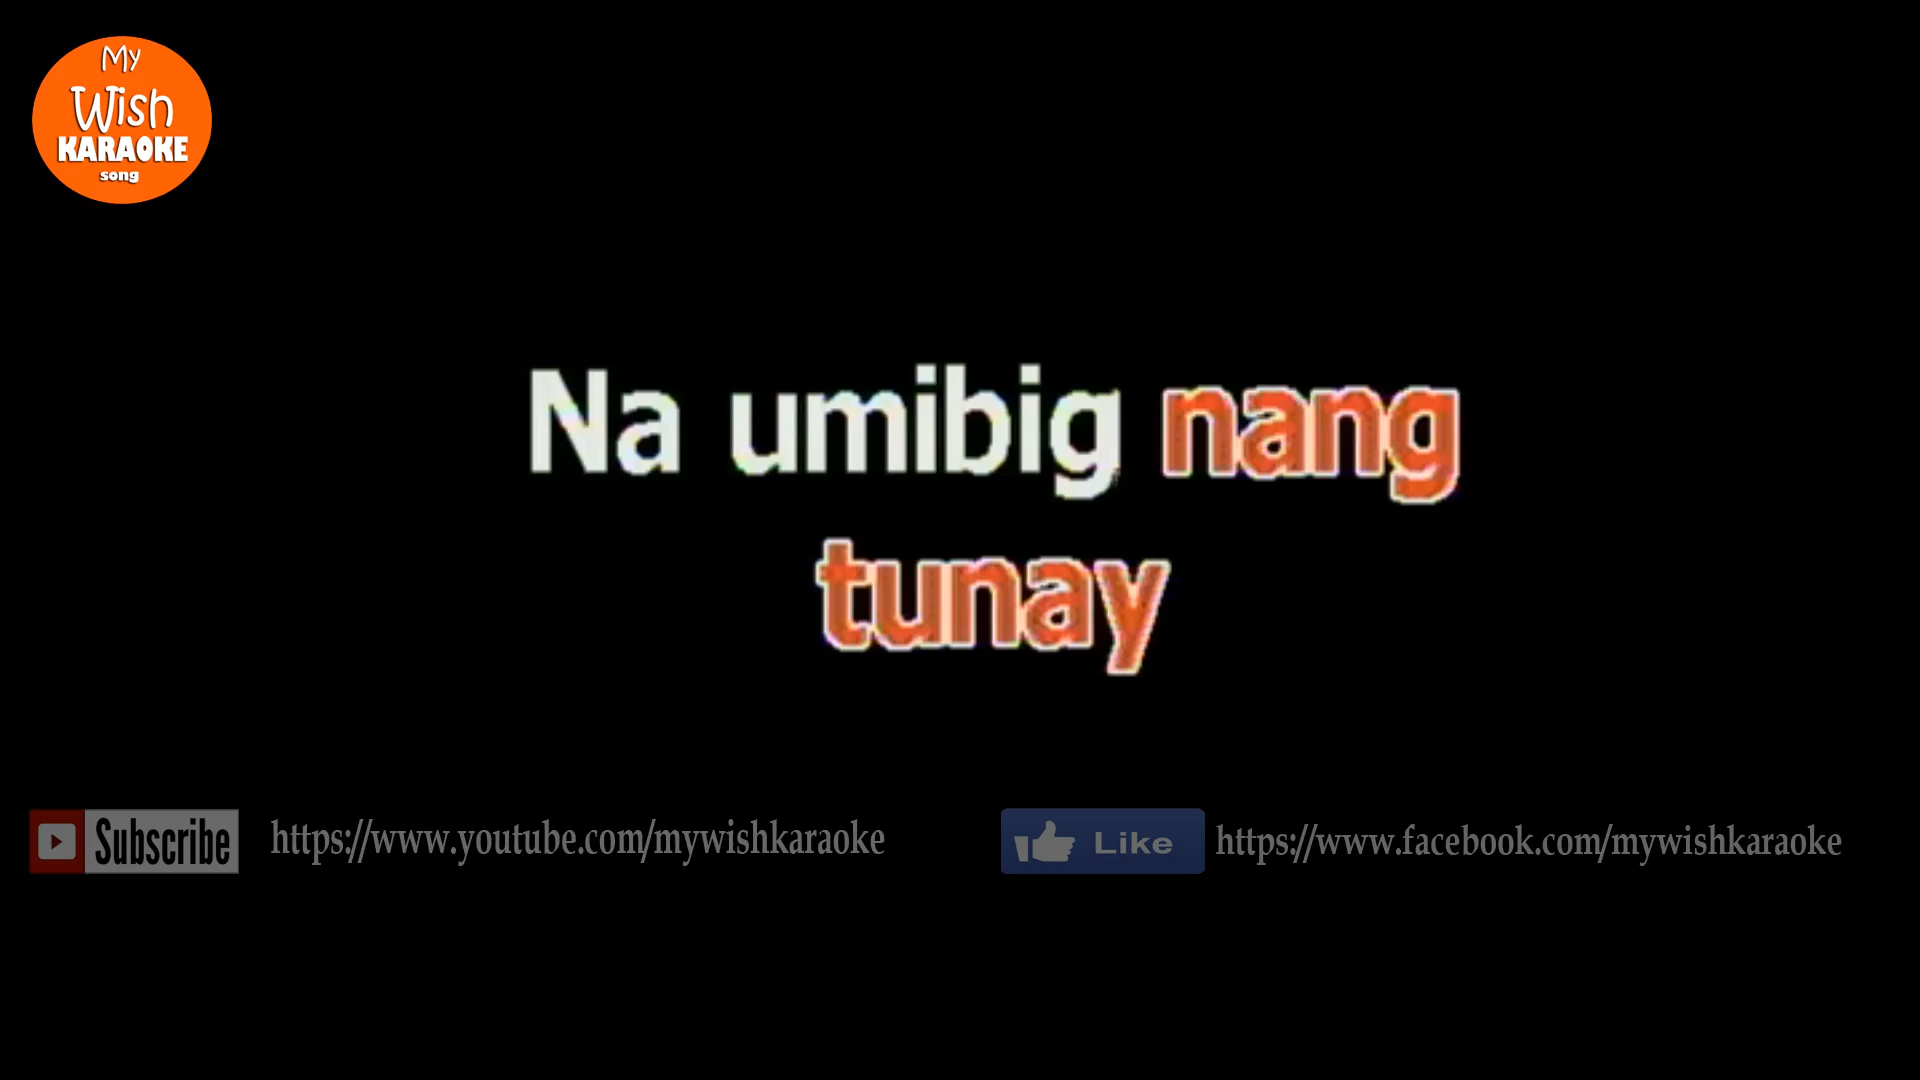 My
Wish
KARAOKE
song
Na umibig nang
tunay
Subscribe https://www.youtube.com/mywishkaraoke Like https://www.facebook.com/mywishkaraoke